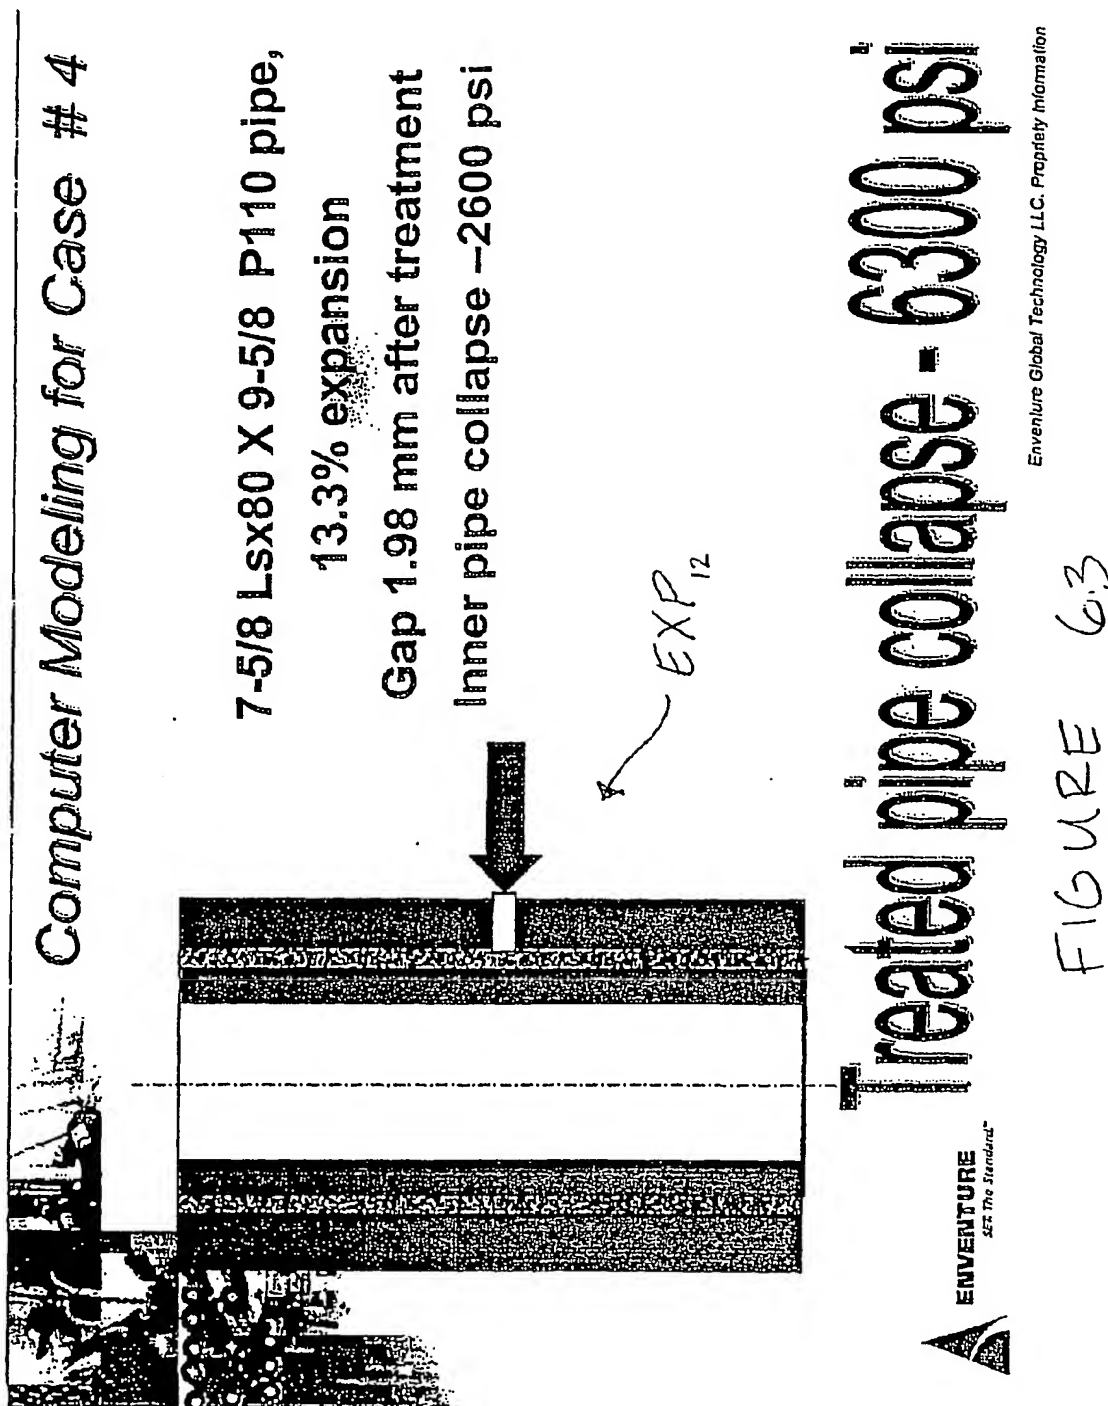 Computer Modeling for Case # 4
7-5/8 Lsx80 X 9-5/8 P110 pipe,
13.3% expansion
Gap 1.98 mm after treatment
Inner pipe collapse –2600 psi
EXP12
Treated pipe collapse - 6300 psi
ENVENTURE
SET The Standard™
Enventure Global Technology LLC. Propriety Information
FIGURE 6.3